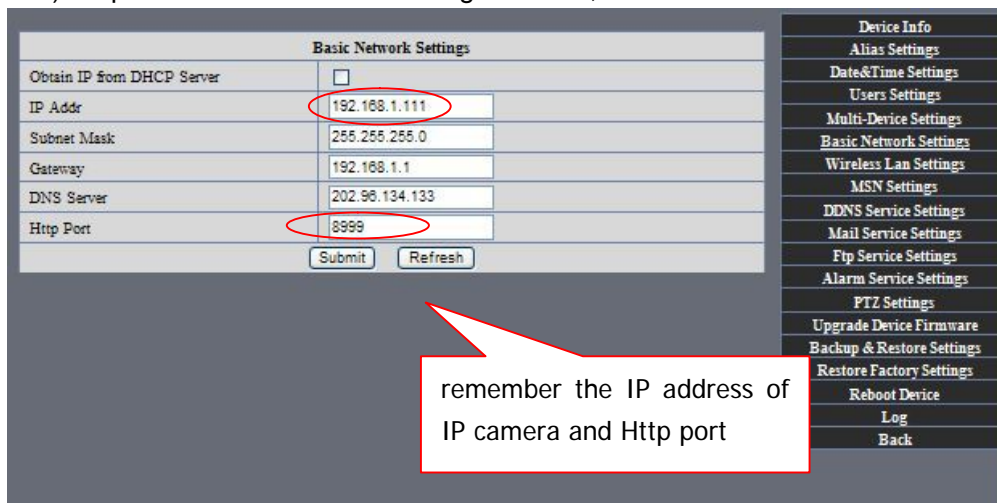 Basic Network Settings
Obtain IP from DHCP Server
IP Addr 192.168.1.111
Subnet Mask 255.255.255.0
Gateway 192.168.1.1
DNS Server 202.96.134.133
Http Port 8999
Submit Refresh
remember the IP address of
IP camera and Http port
Device Info
Alias Settings
Date&Time Settings
Users Settings
Multi-Device Settings
Basic Network Settings
Wireless Lan Settings
MSN Settings
DDNS Service Settings
Mail Service Settings
Ftp Service Settings
Alarm Service Settings
PTZ Settings
Upgrade Device Firmware
Backup & Restore Settings
Restore Factory Settings
Reboot Device
Log
Back